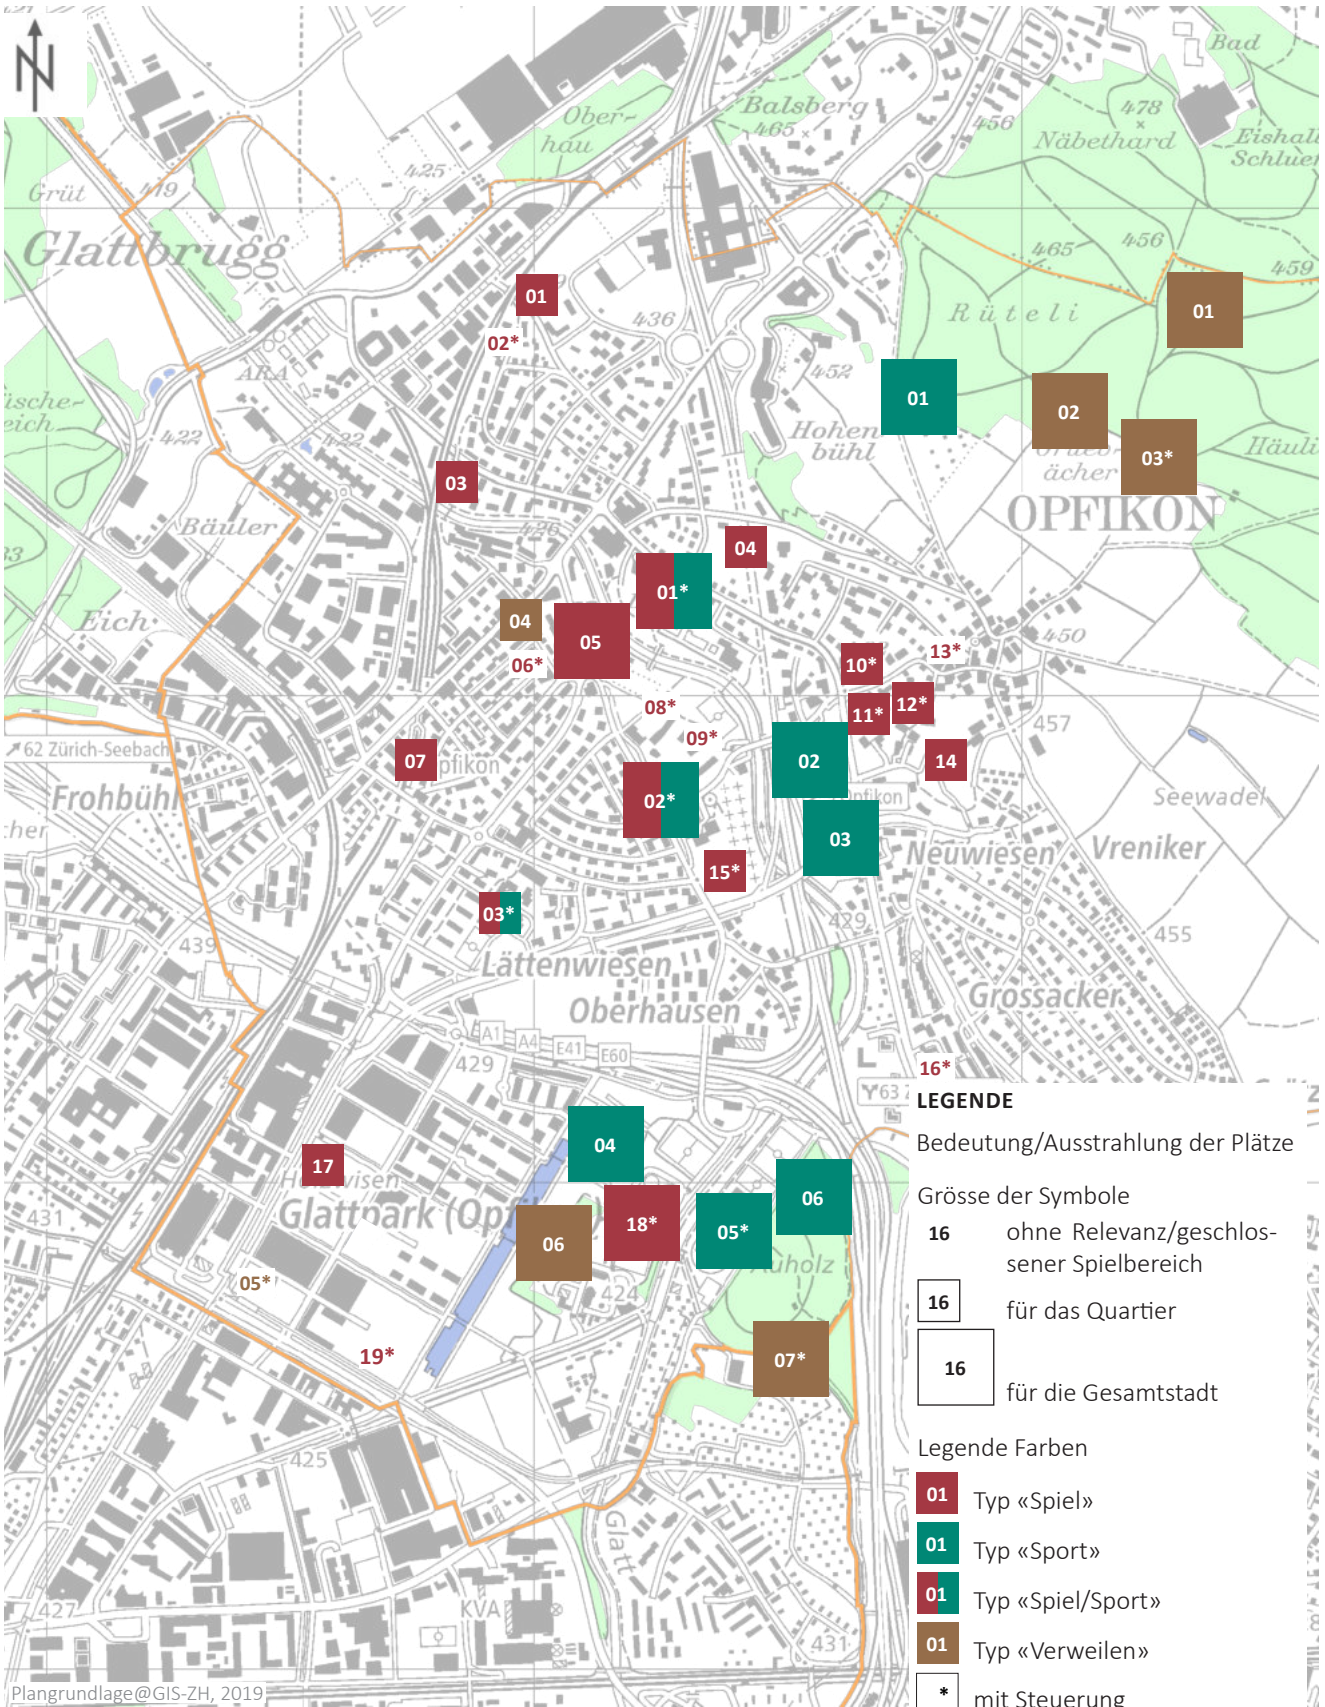 N
Bad
Ober-
hau
Balsberg
465
478
Näbethard
456
Eishall
Schlue
425
Grüt
419
Glattbrugg
465
456
459
01
01
Rüteli
436
02*
ARA
452
01
02
Hohen
bühl
422
422
03*
ächer
Häuli
03
OPFIKON
Bäuler
426
04
01*
Eich
04
05
450
13*
06*
10*
08*
12*
11*
457
09*
62 Zürich-Seebach
07
02
14
Frohbühl
02*
Opfikon
Seewadel
03
Neuwiesen
Vreniker
15*
03*
429
439
455
Lättenwiesen
Grossacker
Oberhausen
A1
A4
E41
E60
429
16*
63
LEGENDE
04
Bedeutung/Ausstrahlung der Plätze
17
06
Grösse der Symbole
431
Glattpark (Opf
18*
05*
16 ohne Relevanz/geschlos-
sener Spielbereich
06
05*
424
16 für das Quartier
19*
07*
16 für die Gesamtstadt
425
Legende Farben
01 Typ «Spiel»
Glatt
01 Typ «Sport»
01 Typ «Spiel/Sport»
427
KVA
431
01 Typ «Verweilen»
Plangrundlage@GIS-ZH, 2019
* mit Steuerung